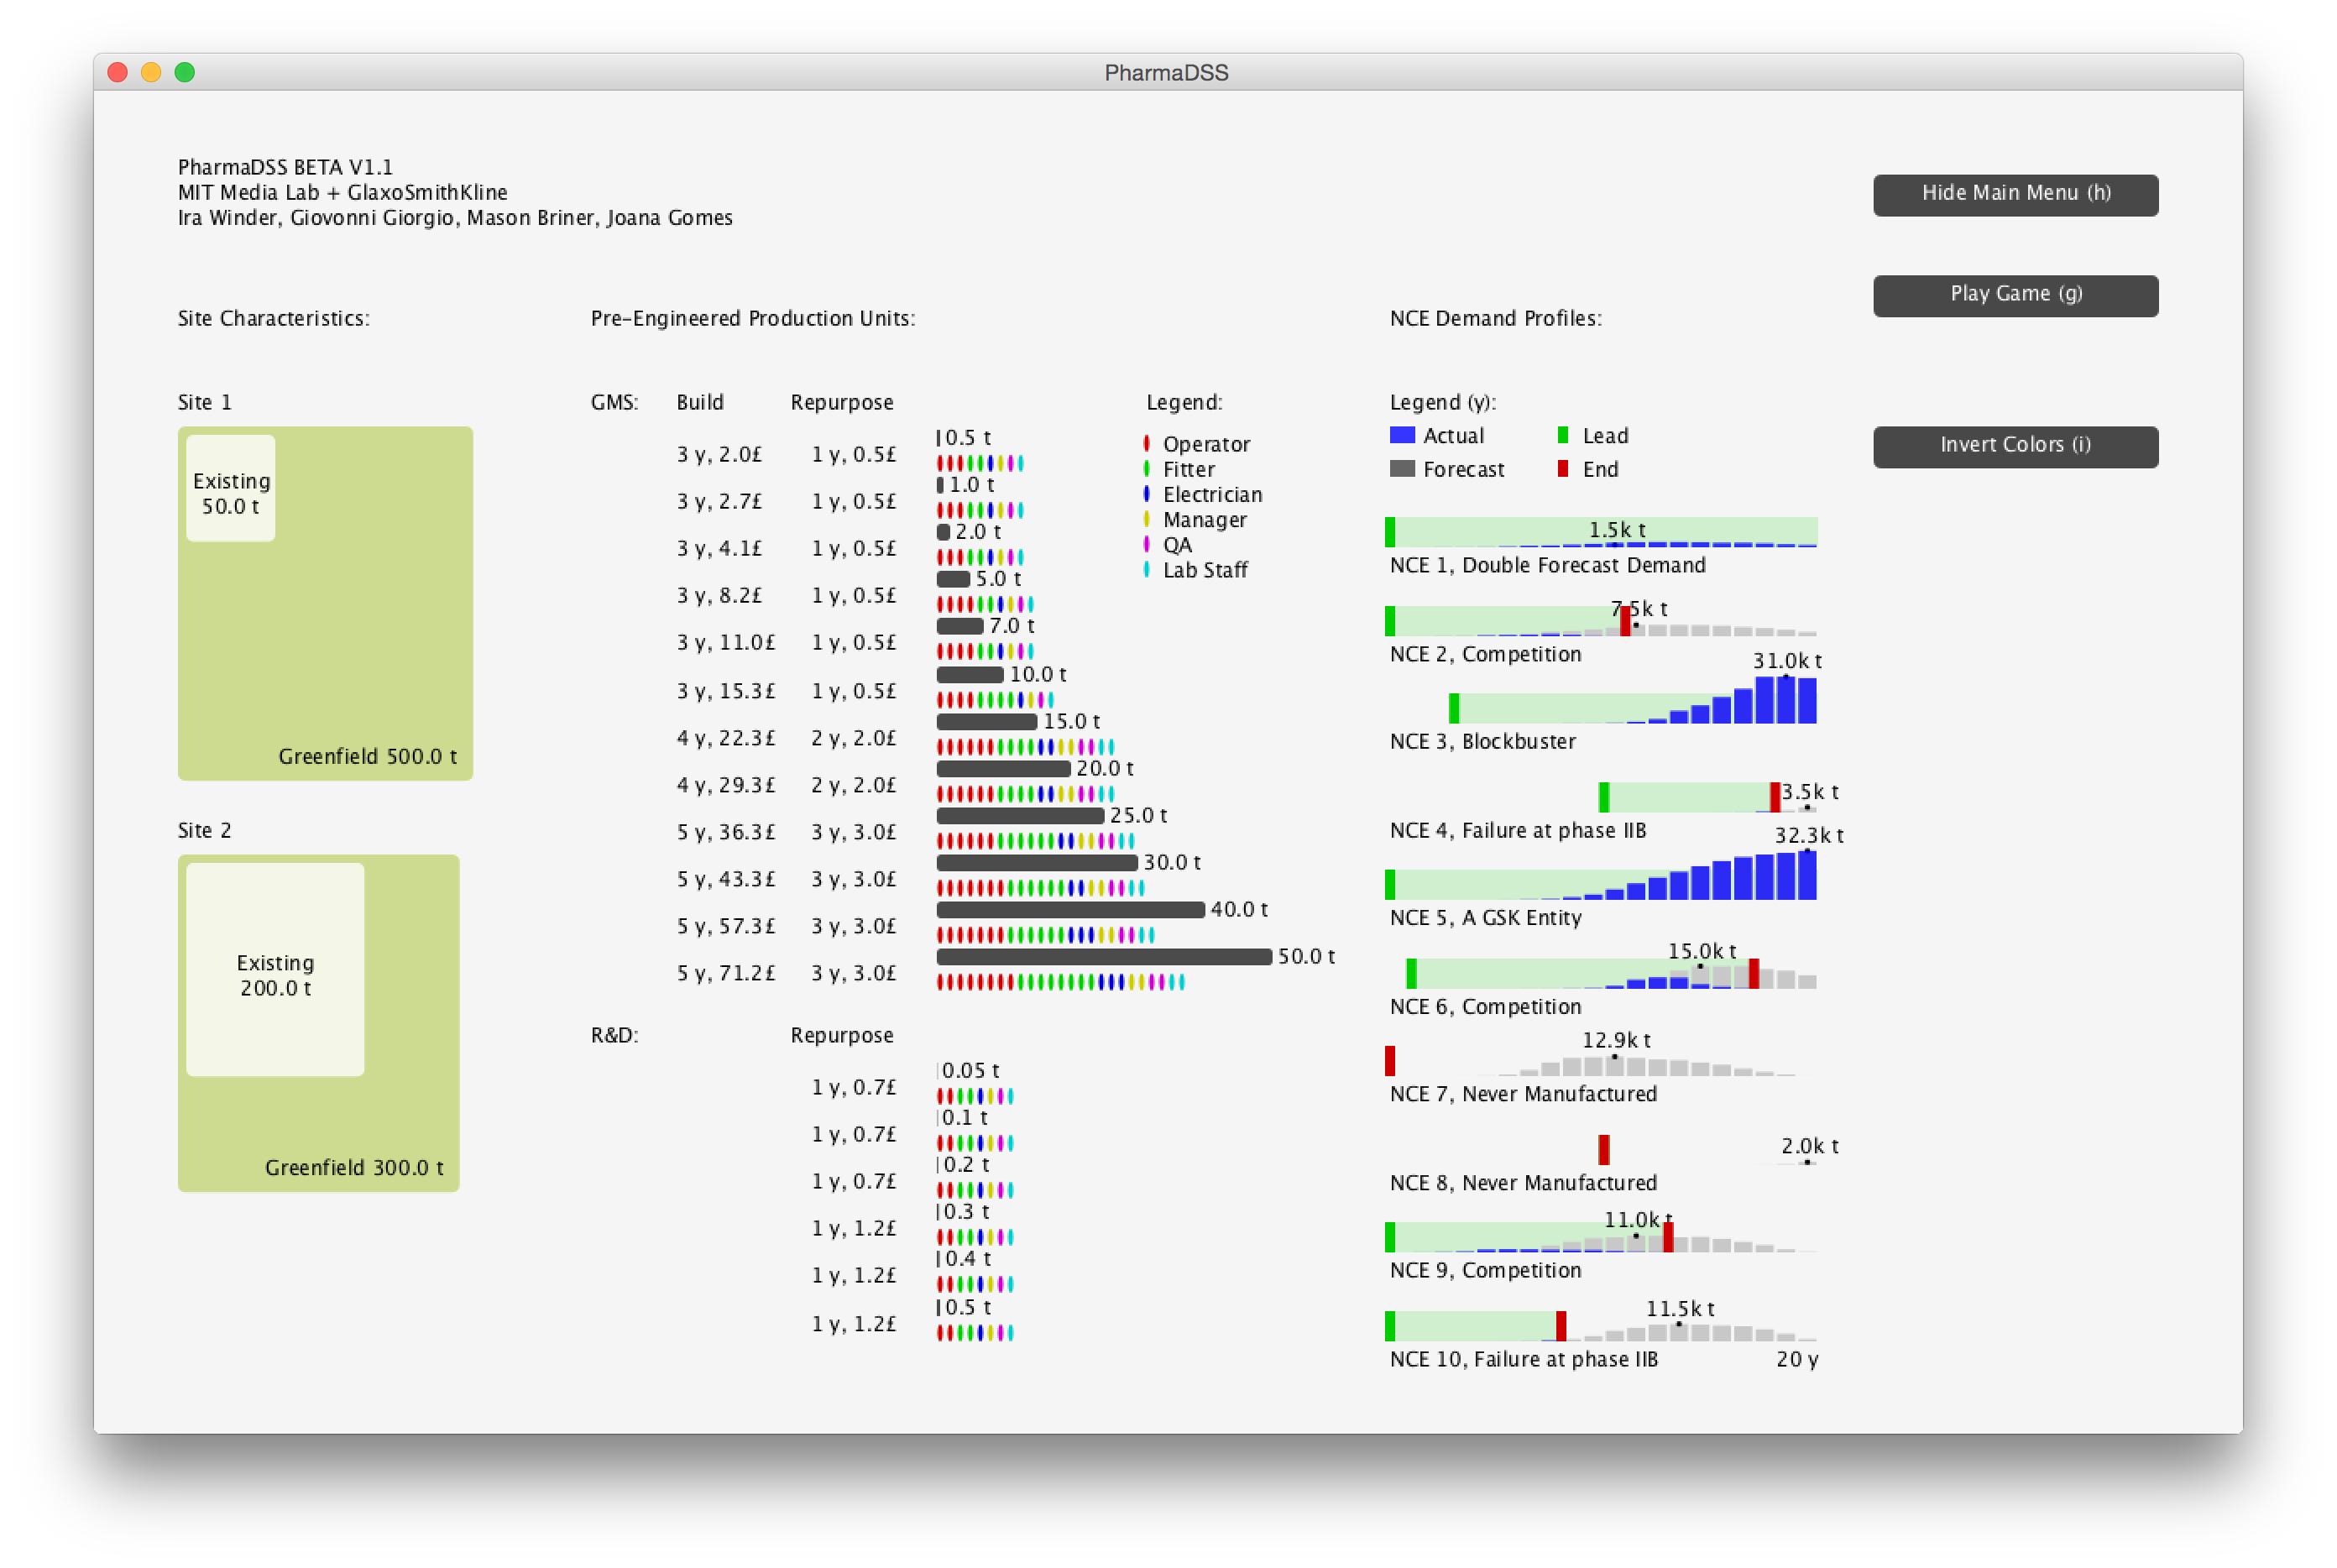 PharmaDSS
PharmaDSS BETA V1.1
MIT Media Lab + GlaxoSmithKline
Ira Winder, Giovonni Giorgio, Mason Briner, Joana Gomes
Hide Main Menu (h)
Play Game (g)
Invert Colors (i)
Site Characteristics:
Site 1
Existing
50.0 t
Greenfield 500.0 t
Site 2
Existing
200.0 t
Greenfield 300.0 t
Pre-Engineered Production Units:
GMS: Build Repurpose
3 y, 2.0£ 1 y, 0.5£ 0.5 t
3 y, 2.7£ 1 y, 0.5£ 1.0 t
3 y, 4.1£ 1 y, 0.5£ 2.0 t
3 y, 8.2£ 1 y, 0.5£ 5.0 t
3 y, 11.0£ 1 y, 0.5£ 7.0 t
3 y, 15.3£ 1 y, 0.5£ 10.0 t
4 y, 22.3£ 2 y, 2.0£ 15.0 t
4 y, 29.3£ 2 y, 2.0£ 20.0 t
5 y, 36.3£ 3 y, 3.0£ 25.0 t
5 y, 43.3£ 3 y, 3.0£ 30.0 t
5 y, 57.3£ 3 y, 3.0£ 40.0 t
5 y, 71.2£ 3 y, 3.0£ 50.0 t
Legend:
Operator
Fitter
Electrician
Manager
QA
Lab Staff
R&D: Repurpose
1 y, 0.7£ 0.05 t
1 y, 0.7£ 0.1 t
1 y, 0.7£ 0.2 t
1 y, 1.2£ 0.3 t
1 y, 1.2£ 0.4 t
1 y, 1.2£ 0.5 t
NCE Demand Profiles:
Legend (y):
Actual Lead
Forecast End
1.5k t
NCE 1, Double Forecast Demand
7.5k t
NCE 2, Competition
31.0k t
NCE 3, Blockbuster
3.5k t
NCE 4, Failure at phase IIB
32.3k t
NCE 5, A GSK Entity
15.0k t
NCE 6, Competition
12.9k t
NCE 7, Never Manufactured
2.0k t
NCE 8, Never Manufactured
11.0k t
NCE 9, Competition
11.5k t
NCE 10, Failure at phase IIB 20 y